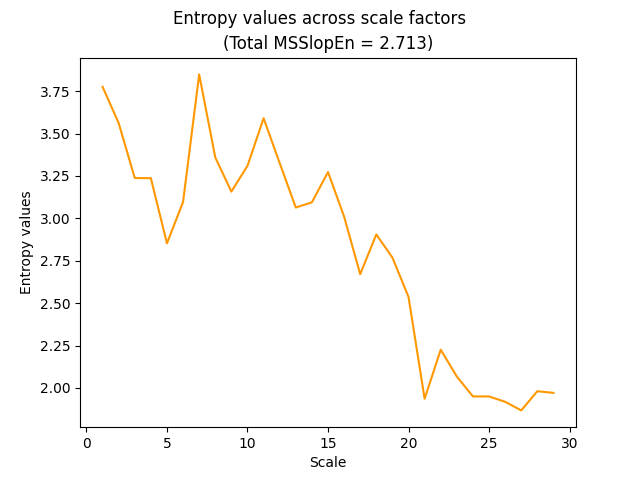 Entropy values across scale factors
(Total MSSlopEn = 2.713)
Entropy values
3.75
3.50
3.25
3.00
2.75
2.50
2.25
2.00
0 5 10 15 20 25 30
Scale